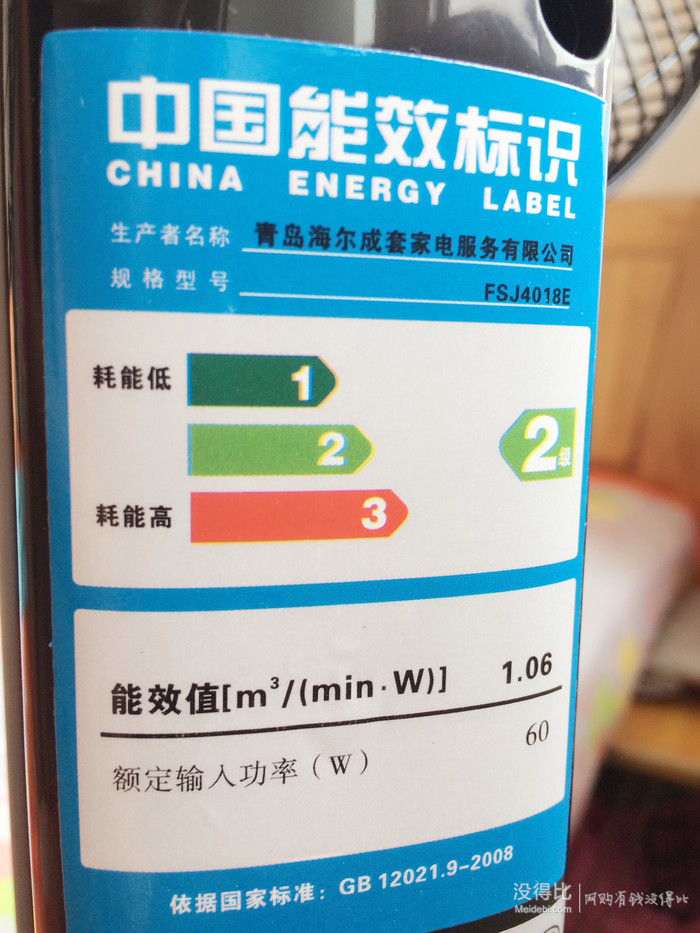 中国能效标识
CHINA ENERGY LABEL
生产者名称 青岛海尔成套家电服务有限公司
规格型号 FSJ4018E
耗能低 1
2 2级
耗能高 3
能效值[m³/(min·W)] 1.06
额定输入功率(W) 60
依据国家标准:GB 12021.9-2008
没得比 网购有钱没得比
Meidebi.com